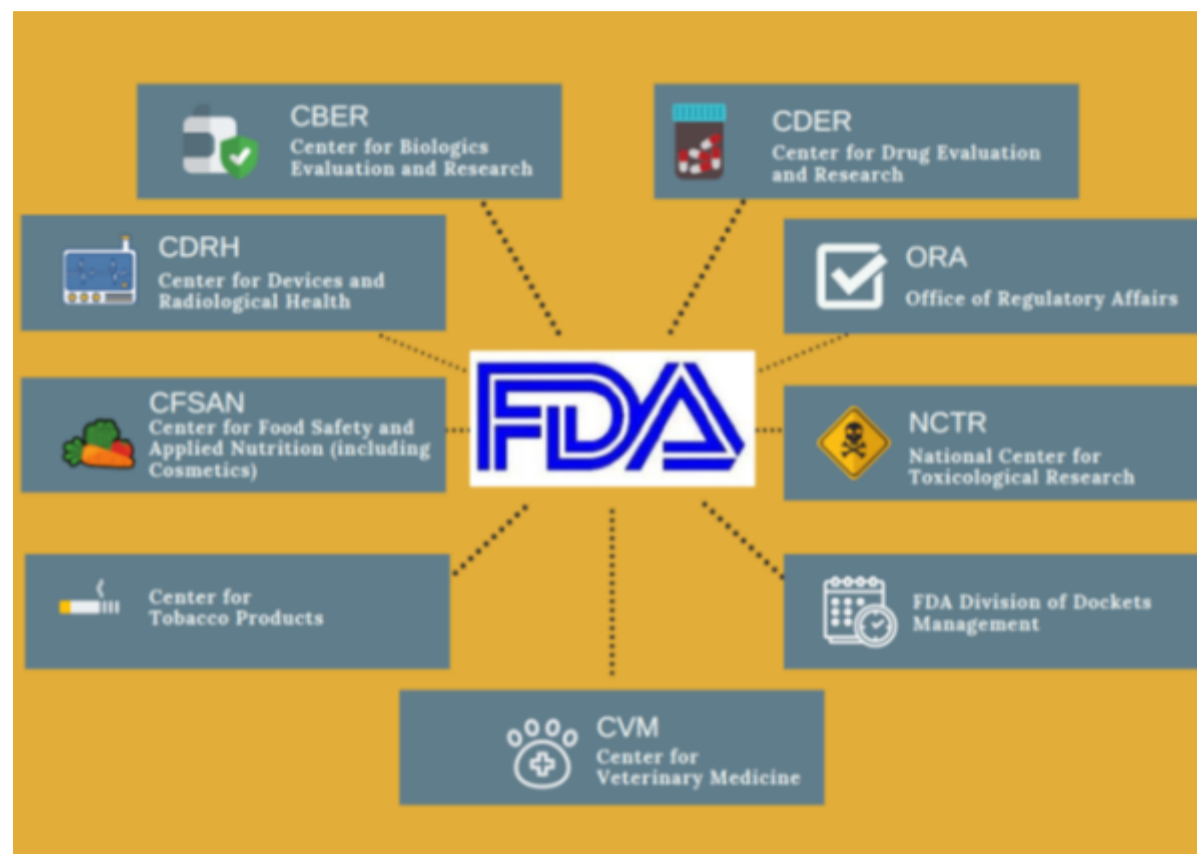 CBER
Center for Biologics
Evaluation and Research
CDER
Center for Drug Evaluation
and Research
CDRH
Center for Devices and
Radiological Health
ORA
Office of Regulatory Affairs
FDA
CFSAN
Center for Food Safety and
Applied Nutrition (including
Cosmetics)
NCTR
National Center for
Toxicological Research
Center for
Tobacco Products
FDA Division of Dockets
Management
CVM
Center for
Veterinary Medicine